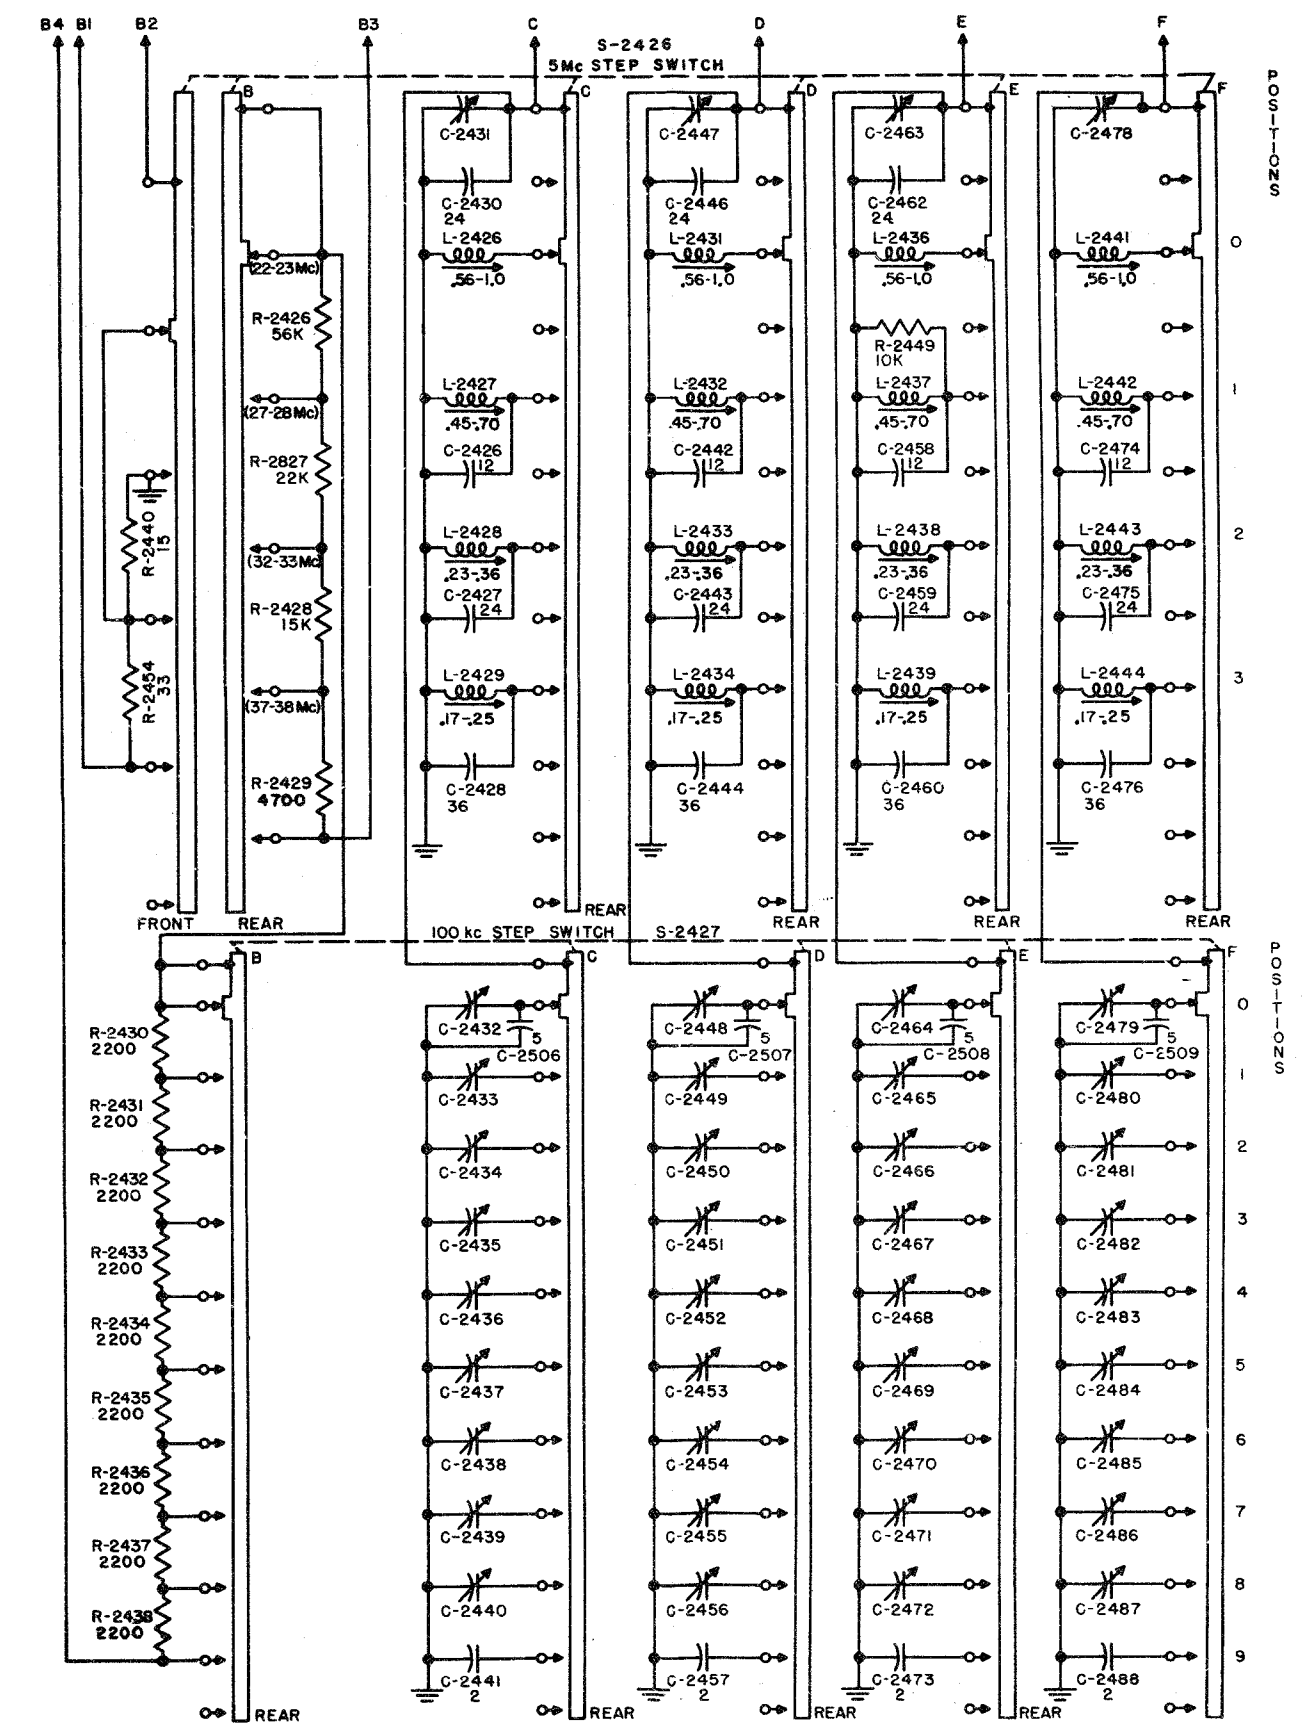 B4 B1 B2 B3 C D E F
S-2426
5Mc STEP SWITCH
POSITIONS
B C D E F
C-2431 C-2447 C-2463 C-2478
C-2430 C-2446 C-2462
24 24 24
L-2426 L-2431 L-2436 L-2441 0
(22-23Mc) .56-1.0 .56-1.0 .56-1.0 .56-1.0
R-2426
56K
R-2449
10K
L-2427 L-2432 L-2437 L-2442 1
(27-28Mc) .45-.70 .45-.70 .45-.70 .45-.70
R-2827
22K
C-2426 C-2442 C-2458 C-2474
12 12 12 12
R-2440
15
L-2428 L-2433 L-2438 L-2443 2
(32-33Mc) .23-.36 .23-.36 .23-.36 .23-.36
R-2428
15K
C-2427 C-2443 C-2459 C-2475
24 24 24 24
R-2454
33
L-2429 L-2434 L-2439 L-2444 3
(37-38Mc) .17-.25 .17-.25 .17-.25 .17-.25
R-2429
4700
C-2428 C-2444 C-2460 C-2476
36 36 36 36
FRONT REAR REAR REAR REAR REAR
100 kc STEP SWITCH S-2427
POSITIONS
B C D E F
C-2432 C-2448 C-2464 C-2479 0
5 5 5 5
C-2506 C-2507 C-2508 C-2509
R-2430
2200
C-2433 C-2449 C-2465 C-2480 1
R-2431
2200
C-2434 C-2450 C-2466 C-2481 2
R-2432
2200
C-2435 C-2451 C-2467 C-2482 3
R-2433
2200
C-2436 C-2452 C-2468 C-2483 4
R-2434
2200
C-2437 C-2453 C-2469 C-2484 5
R-2435
2200
C-2438 C-2454 C-2470 C-2485 6
R-2436
2200
C-2439 C-2455 C-2471 C-2486 7
R-2437
2200
C-2440 C-2456 C-2472 C-2487 8
R-2438
2200
C-2441 C-2457 C-2473 C-2488 9
2 2 2 2
REAR REAR REAR REAR REAR